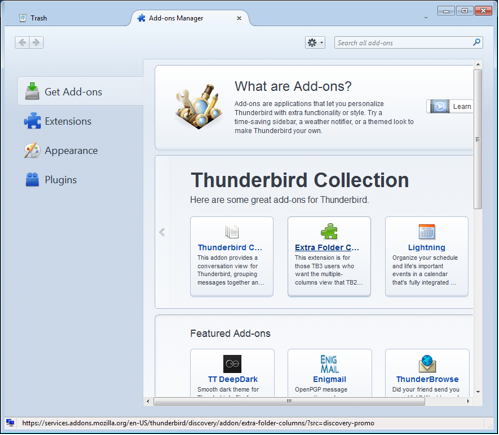 Trash
Add-ons Manager
Search all add-ons
Get Add-ons
Extensions
Appearance
Plugins
What are Add-ons?
Add-ons are applications that let you personalize
Thunderbird with extra functionality or style. Try a
time-saving sidebar, a weather notifier, or a themed look to
make Thunderbird your own.
Learn
Thunderbird Collection
Here are some great add-ons for Thunderbird.
Thunderbird C...
This addon provides a
conversation view for
Thunderbird, grouping
messages together an...
Extra Folder C...
This extension is for
those TB3 users who
want the multiple-
columns view that TB2...
Lightning
Organize your schedule
and life's important
events in a calendar
that's fully integrated ...
Featured Add-ons
TT DeepDark
Smooth dark theme for
ENIG
MAIL
Enigmail
OpenPGP message
ThunderBrowse
Did your friend send you
https://services.addons.mozilla.org/en-US/thunderbird/discovery/addon/extra-folder-columns/?src=discovery-promo